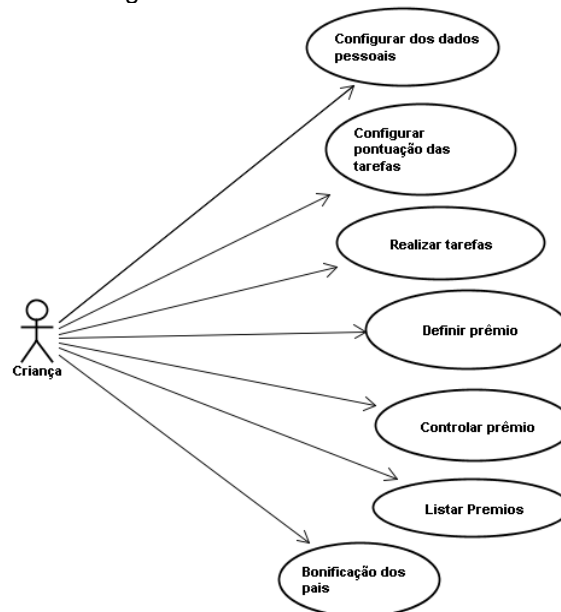 Configurar dos dados
pessoais
Configurar
pontuação das
tarefas
Realizar tarefas
Definir prêmio
Criança
Controlar prêmio
Listar Premios
Bonificação dos
pais